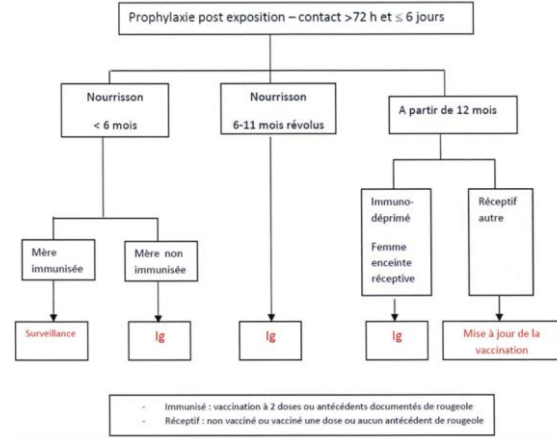 Prophylaxie post exposition – contact >72 h et ≤ 6 jours
Nourrisson
< 6 mois
Nourrisson
6-11 mois révolus
A partir de 12 mois
Mère
immunisée
Mère non
immunisée
Immuno-
déprimé
Femme
enceinte
réceptive
Réceptif
autre
Surveillance
Ig
Ig
Ig
Mise à jour de la
vaccination
- Immunisé : vaccination à 2 doses ou antécédents documentés de rougeole
- Réceptif : non vacciné ou vacciné une dose ou aucun antécédent de rougeole